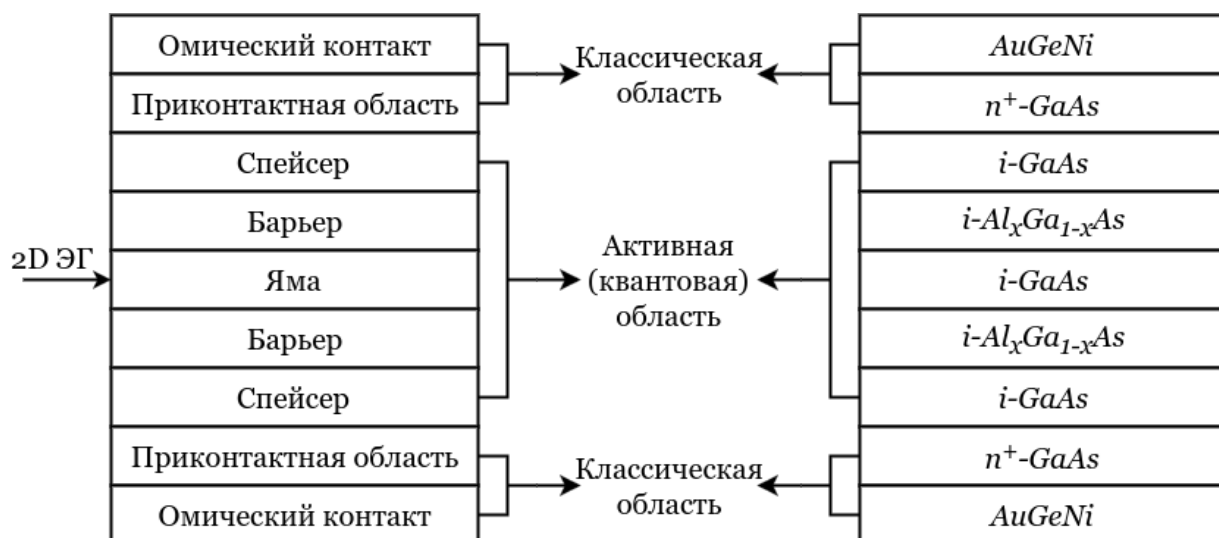 Омический контакт
Приконтактная область
Спейсер
Барьер
2D ЭГ
Яма
Барьер
Спейсер
Приконтактная область
Омический контакт
Классическая
область
Активная
(квантовая)
область
Классическая
область
AuGeNi
n⁺-GaAs
i-GaAs
i-AlₓGa₁₋ₓAs
i-GaAs
i-AlₓGa₁₋ₓAs
i-GaAs
n⁺-GaAs
AuGeNi